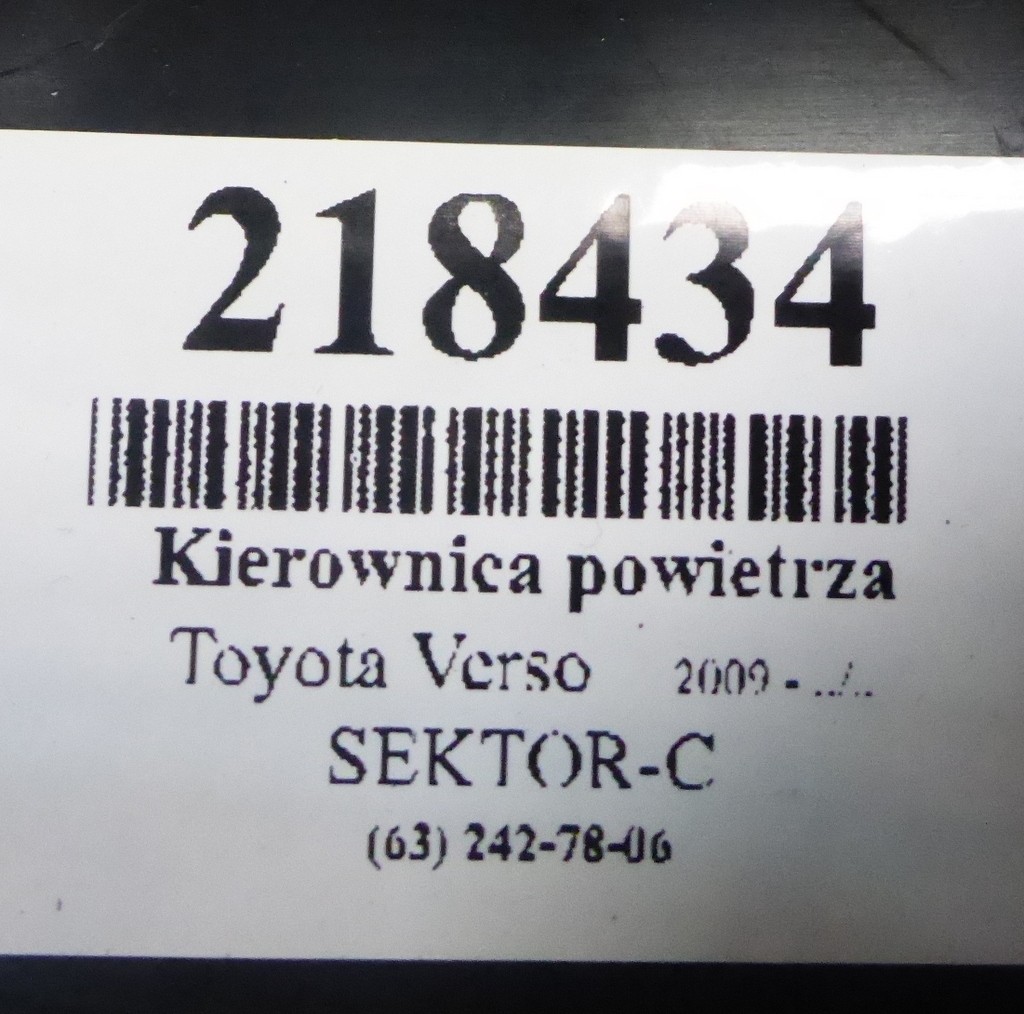 218434
Kierownica powietrza
Toyota Verso 2009 - ../..
SEKTOR-C
(63) 242-78-06